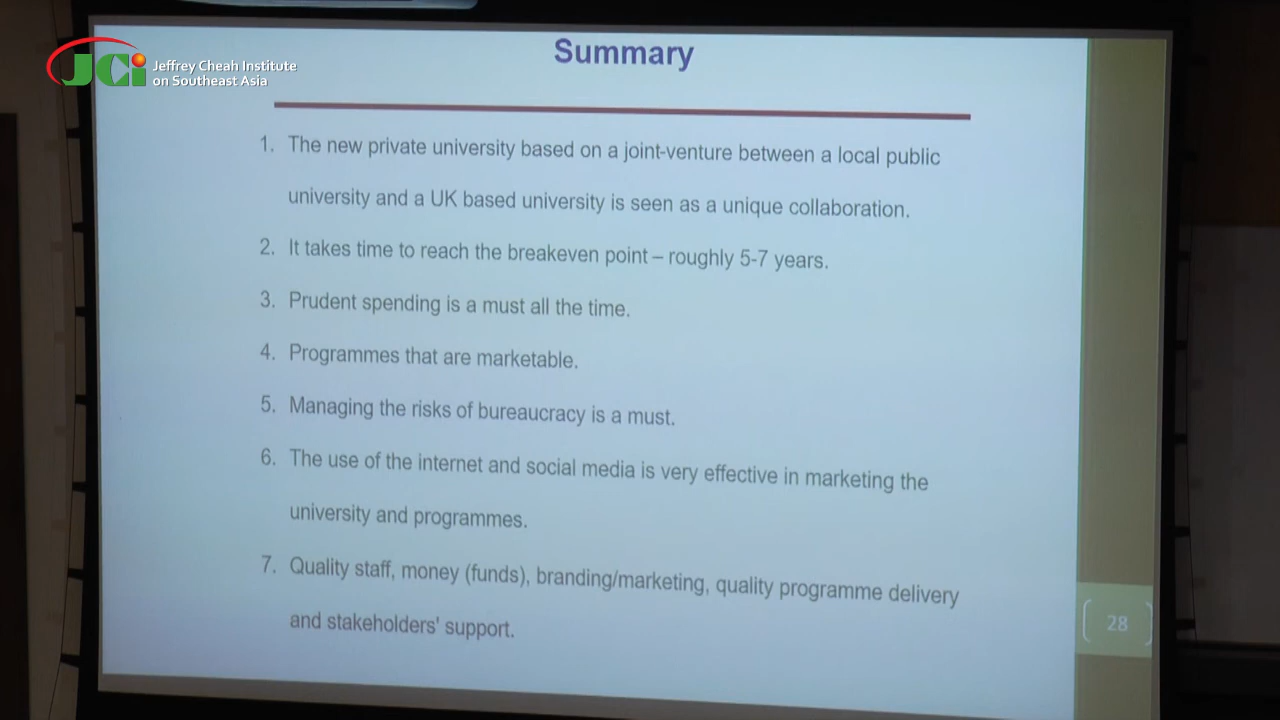 JCi Jeffrey Cheah Institute
on Southeast Asia
Summary
1. The new private university based on a joint-venture between a local public
university and a UK based university is seen as a unique collaboration.
2. It takes time to reach the breakeven point – roughly 5-7 years.
3. Prudent spending is a must all the time.
4. Programmes that are marketable.
5. Managing the risks of bureaucracy is a must.
6. The use of the internet and social media is very effective in marketing the
university and programmes.
7. Quality staff, money (funds), branding/marketing, quality programme delivery
and stakeholders' support.
28